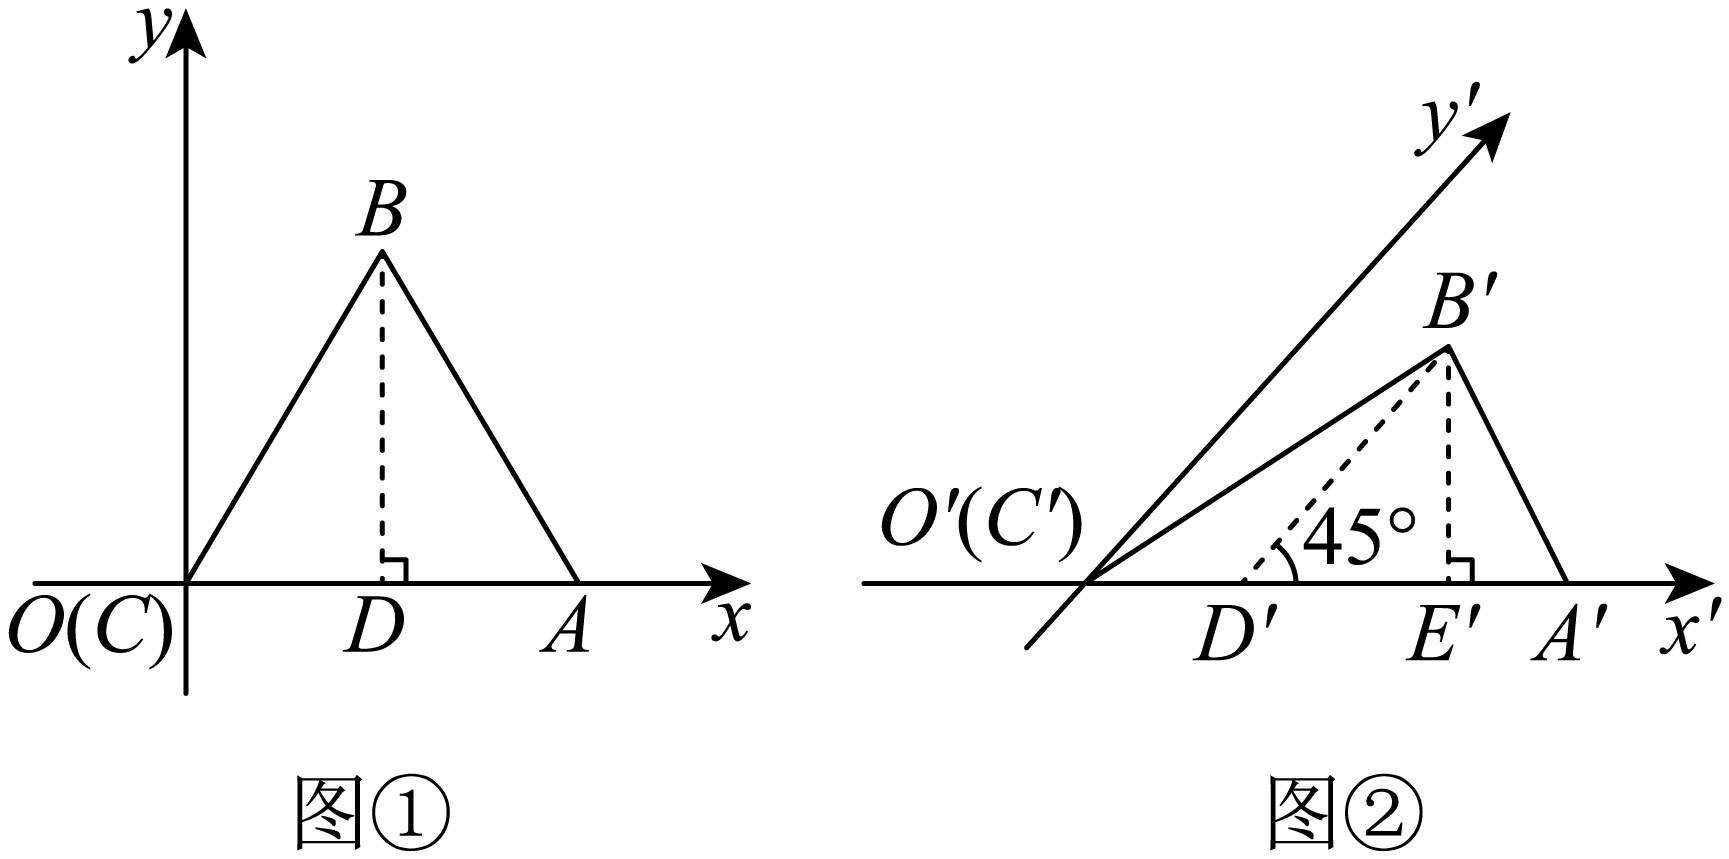 y
B
O(C)
D
A
x
图①
y′
B′
O′(C′)
45°
D′
E′
A′
x′
图②